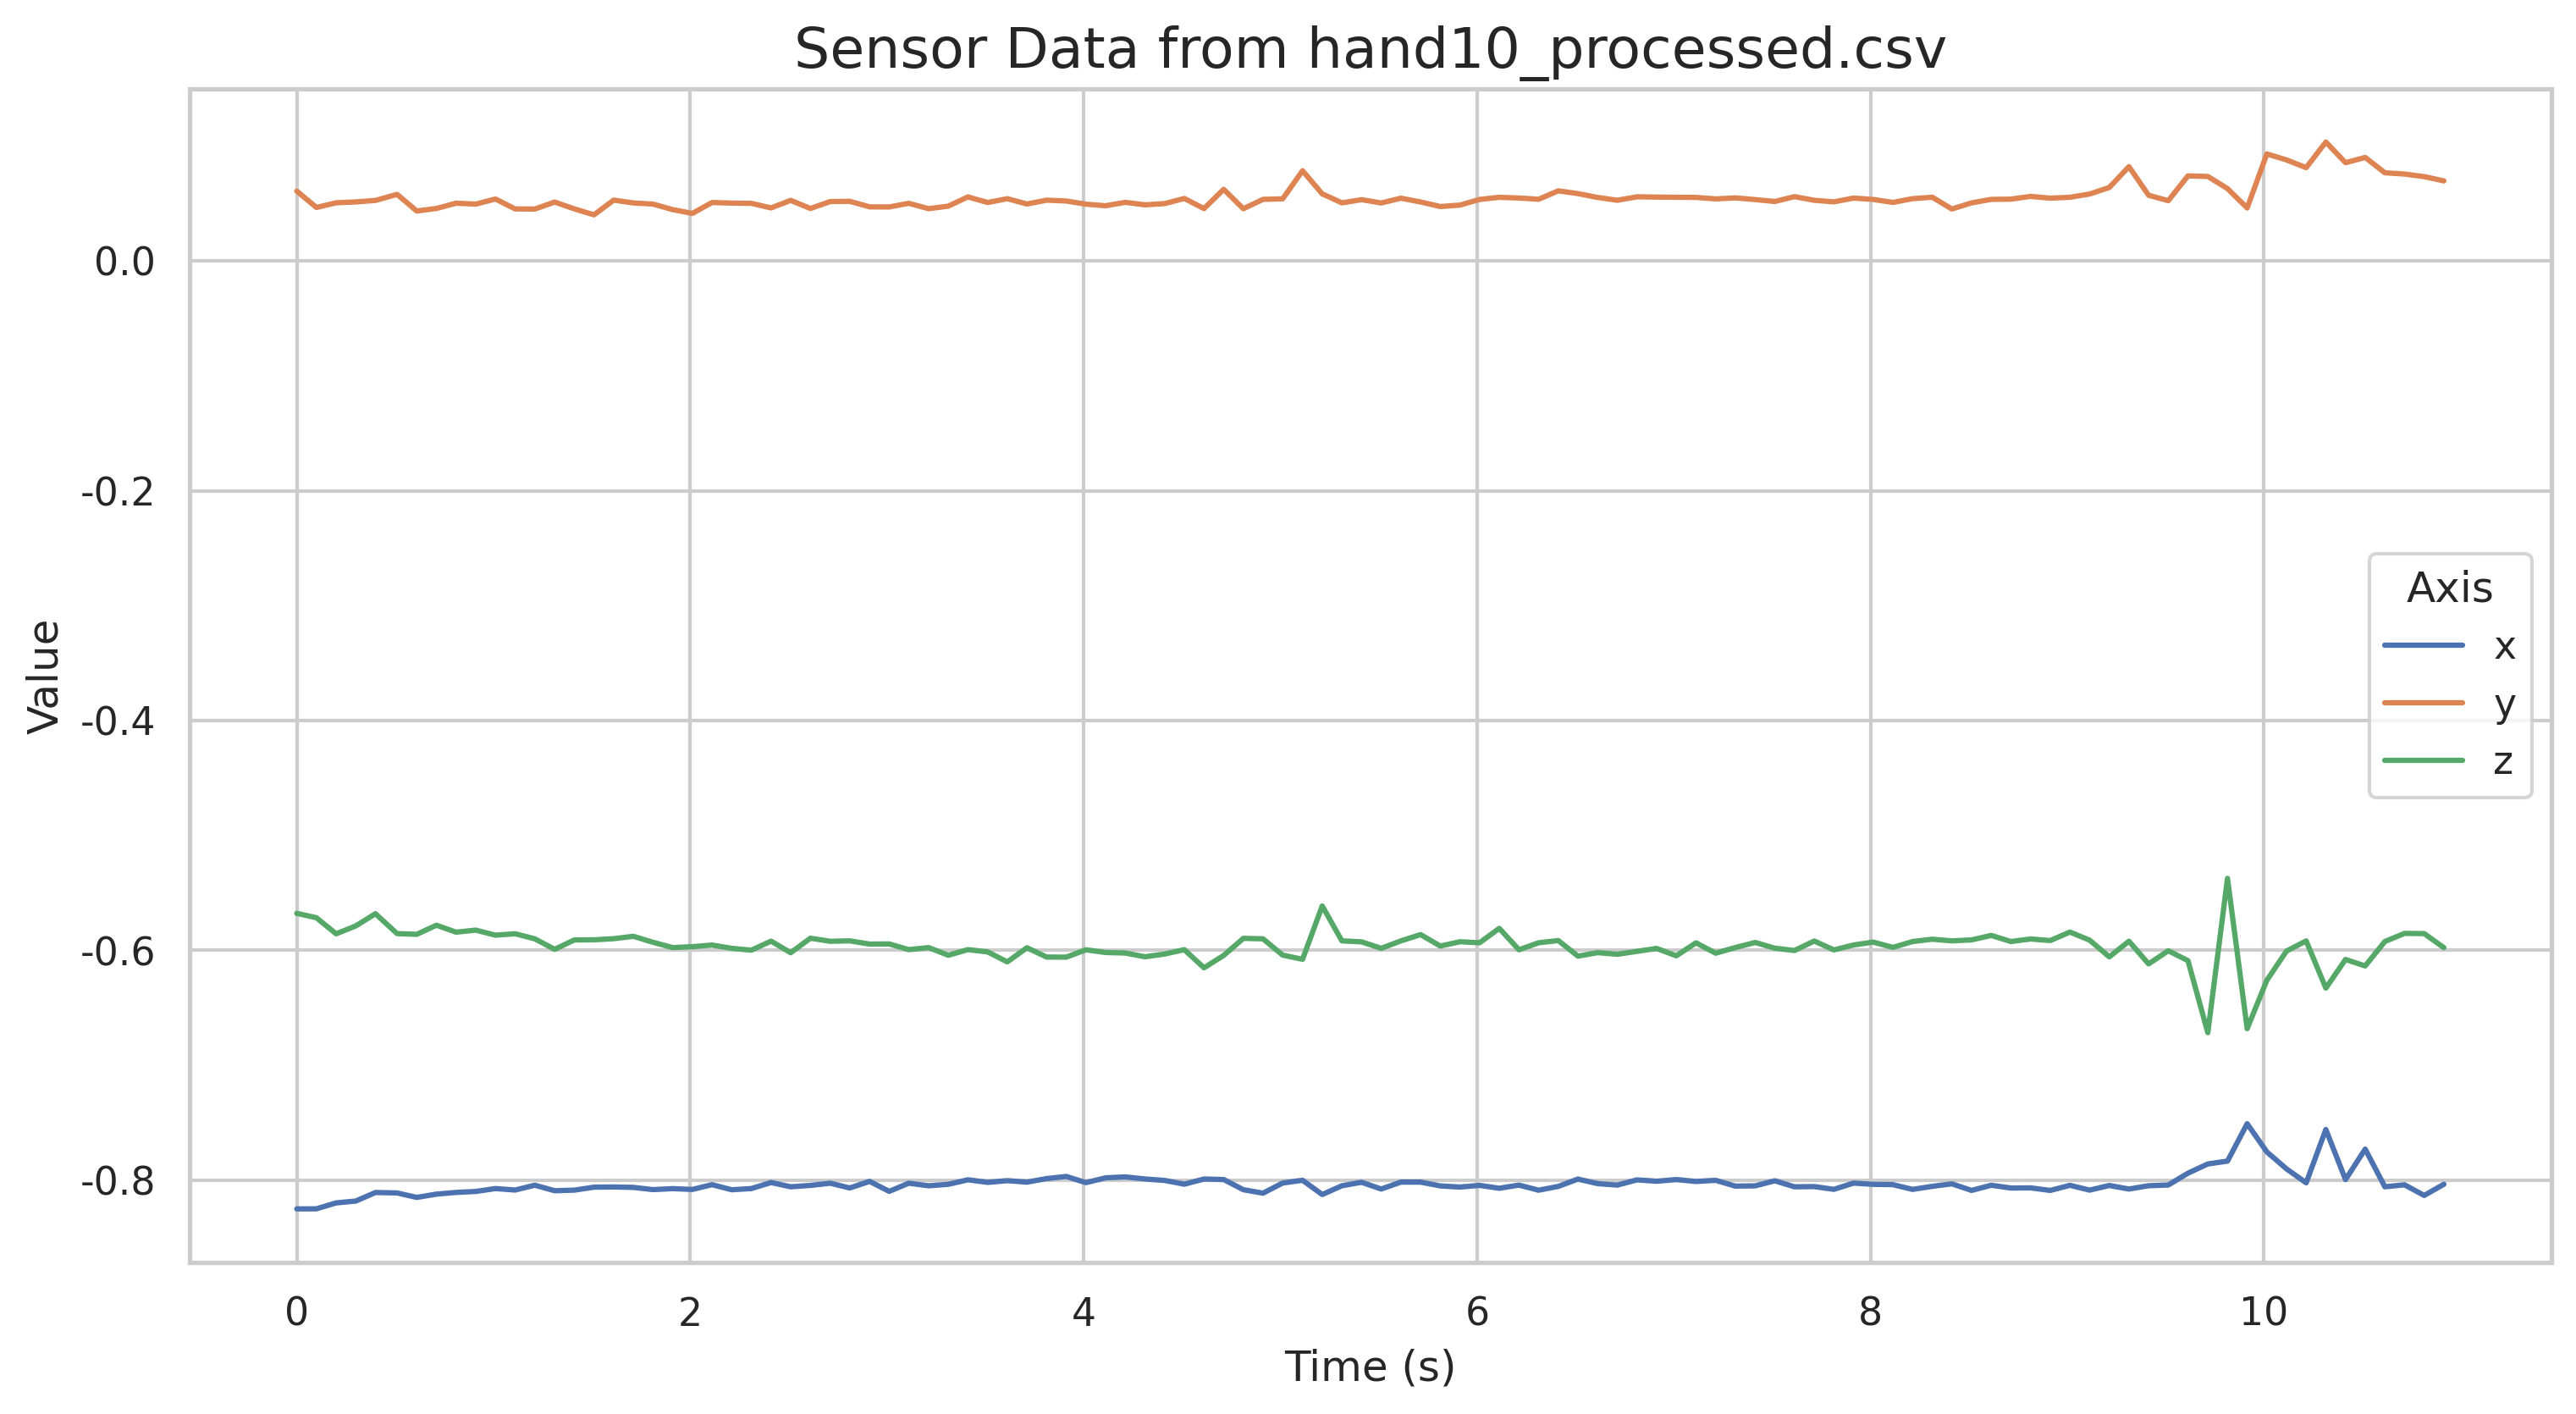 Sensor Data from hand10_processed.csv
0.0
-0.2
-0.4
-0.6
-0.8
Value
Axis
x
y
z
0 2 4 6 8 10
Time (s)